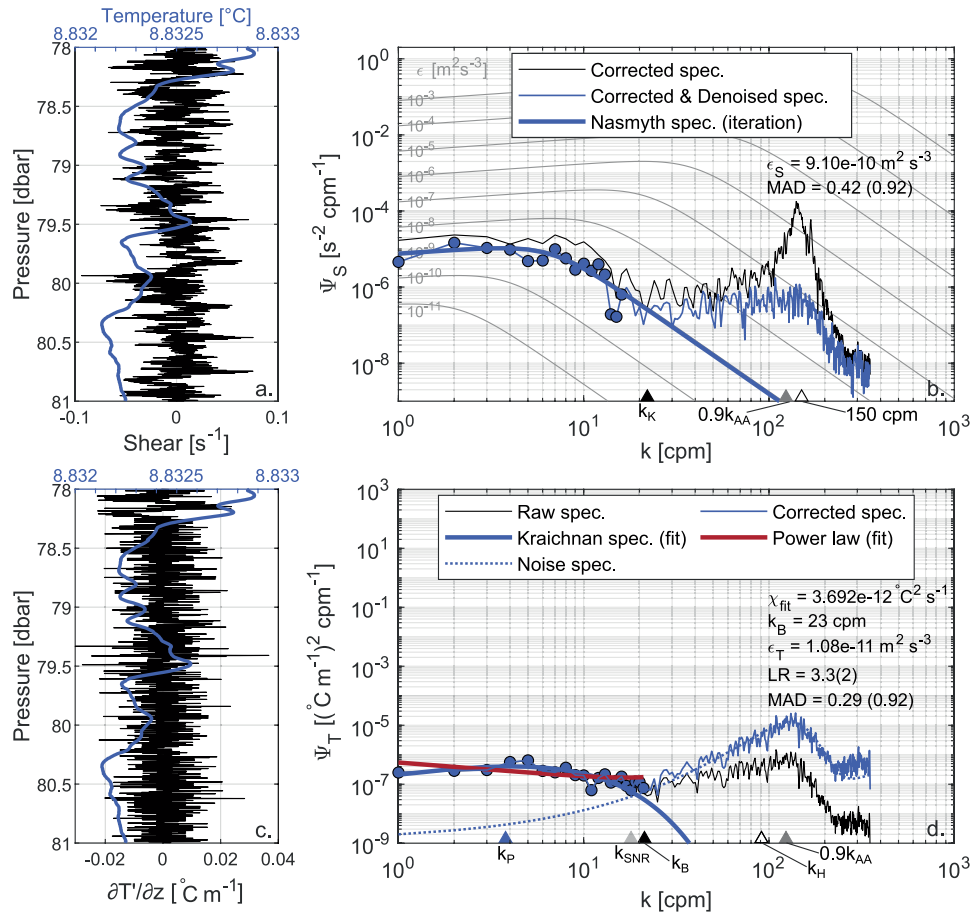 Temperature [°C]
8.832 8.8325 8.833
78
78.5
79
79.5
80
80.5
81
Pressure [dbar]
-0.1 0 0.1
Shear [s⁻¹]
a.
10⁰
10⁻²
10⁻⁴
10⁻⁶
10⁻⁸
Ψ_S [s⁻² cpm⁻¹]
ϵ [m²s⁻³]
10⁻³
10⁻⁴
10⁻⁵
10⁻⁶
10⁻⁷
10⁻⁸
10⁻⁹
10⁻¹⁰
10⁻¹¹
Corrected spec.
Corrected & Denoised spec.
Nasmyth spec. (iteration)
ϵ_S = 9.10e-10 m² s⁻³
MAD = 0.42 (0.92)
b.
k_K 0.9k_AA 150 cpm
10⁰ 10¹ 10² 10³
k [cpm]
8.832 8.8325 8.833
78
78.5
79
79.5
80
80.5
81
Pressure [dbar]
-0.02 0 0.02 0.04
∂T'/∂z [°C m⁻¹]
c.
10³
10¹
10⁻¹
10⁻³
10⁻⁵
10⁻⁷
10⁻⁹
Ψ_T [(°C m⁻¹)² cpm⁻¹]
Raw spec. Corrected spec.
Kraichnan spec. (fit) Power law (fit)
Noise spec.
χ_fit = 3.692e-12 °C² s⁻¹
k_B = 23 cpm
ϵ_T = 1.08e-11 m² s⁻³
LR = 3.3(2)
MAD = 0.29 (0.92)
d.
k_P k_SNR k_B k_H 0.9k_AA
10⁰ 10¹ 10² 10³
k [cpm]